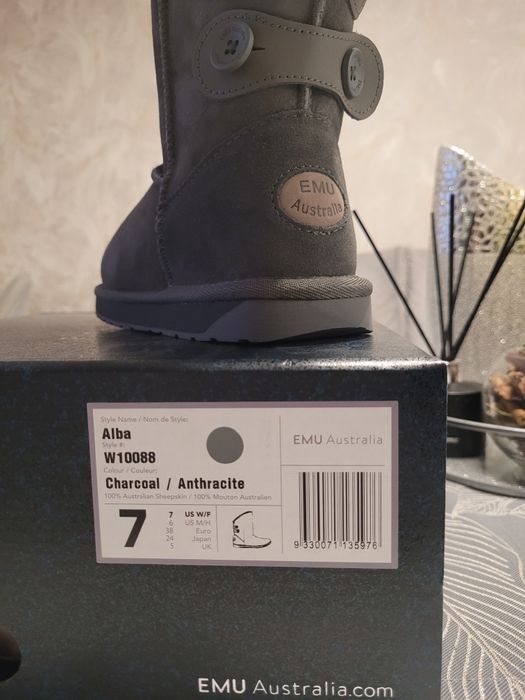 EMU
Australia
Style Name / Nom de Style:
Alba
Style #:
W10088
Colour / Couleur:
Charcoal / Anthracite
100% Australian Sheepskin / 100% Mouton Australian
EMU Australia
7
7 US W/F
6 US M/H
38 Euro
24 Japan
5 UK
9 330071 135976
EMU Australia.com